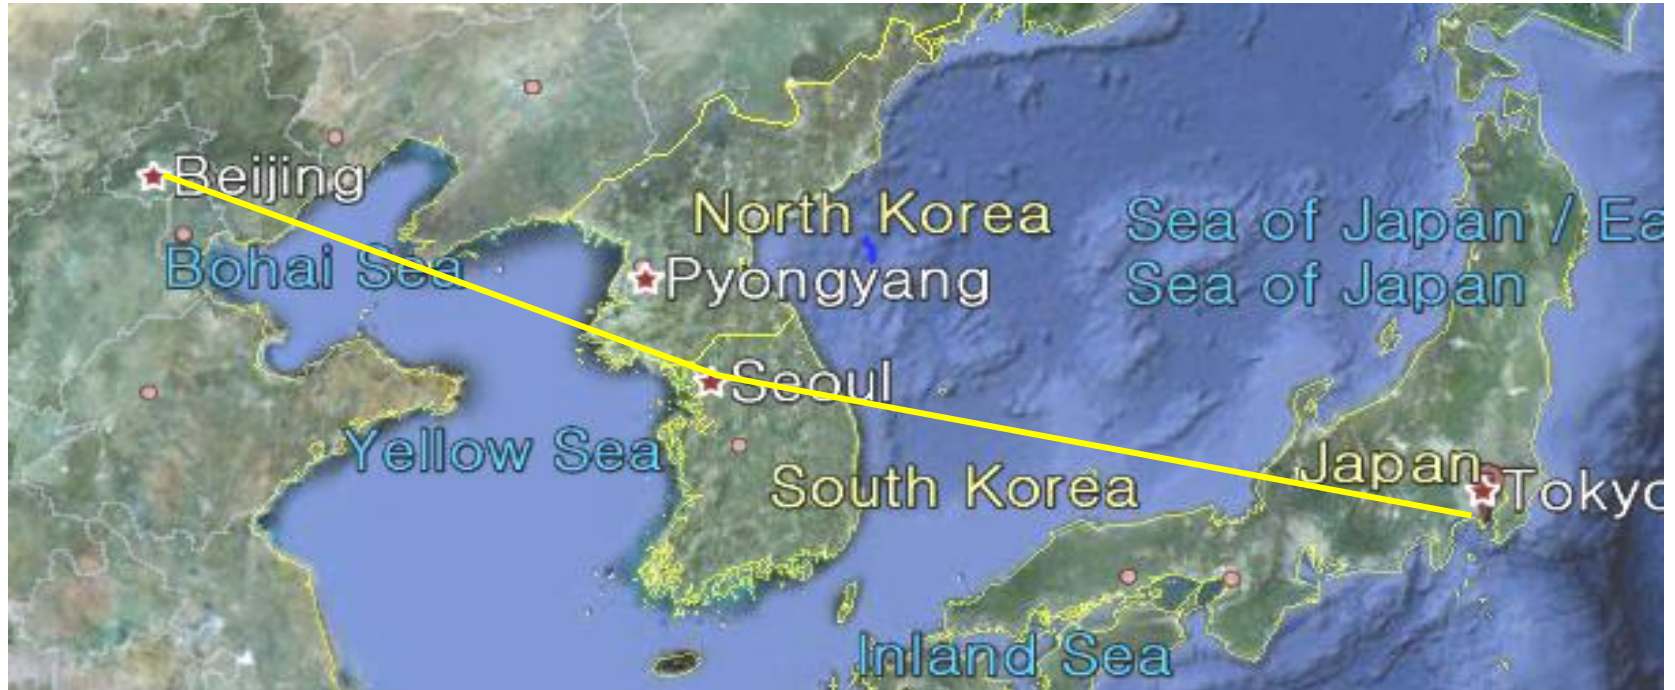 Beijing
North Korea
Sea of Japan / Ea
Bohai Sea
Pyongyang
Sea of Japan
Seoul
Yellow Sea
Japan
South Korea
Tokyo
Inland Sea